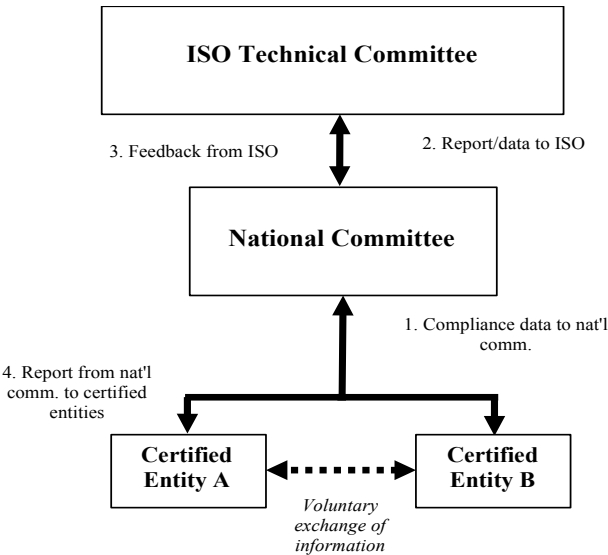 ISO Technical Committee
3. Feedback from ISO
2. Report/data to ISO
National Committee
1. Compliance data to nat'l
comm.
4. Report from nat'l
comm. to certified
entities
Certified
Entity A
Certified
Entity B
Voluntary
exchange of
information